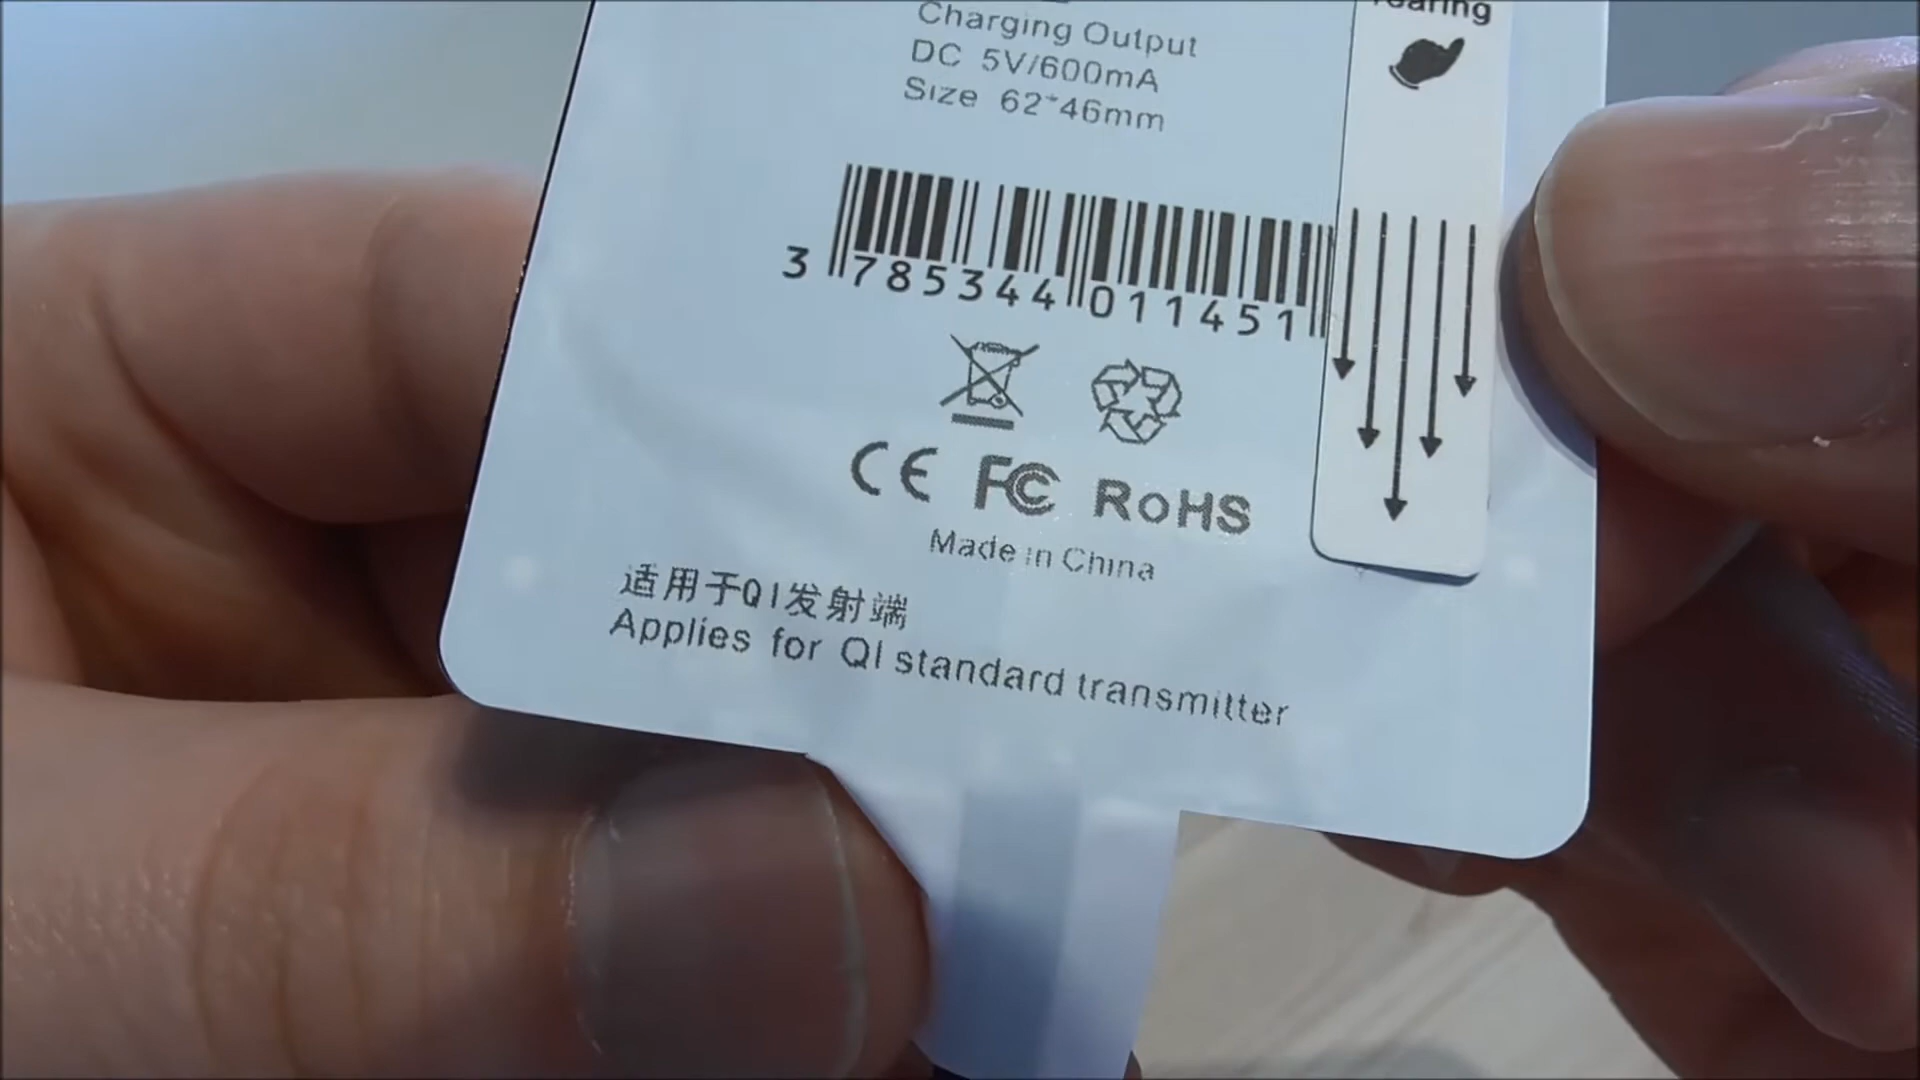 Charging Output
DC 5V/600mA
Size 62*46mm
3 785344 011451
CE FC RoHS
Made in China
适用于QI发射端
Applies for QI standard transmitter